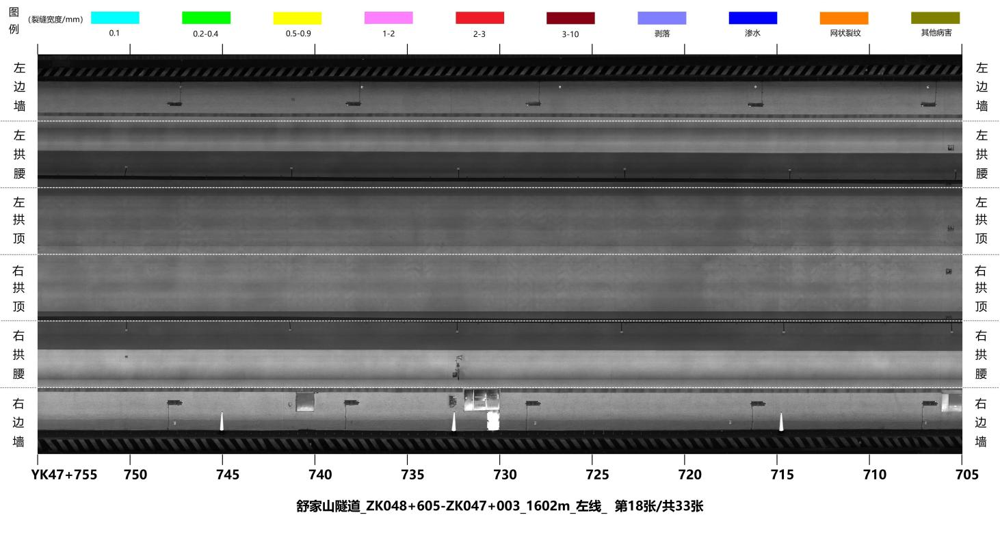 图例
(裂缝宽度/mm)
0.1
0.2-0.4
0.5-0.9
1-2
2-3
3-10
剥落
渗水
网状裂纹
其他病害
左边墙
左边墙
左拱腰
左拱腰
左拱顶
左拱顶
右拱顶
右拱顶
右拱腰
右拱腰
右边墙
右边墙
YK47+755 750 745 740 735 730 725 720 715 710 705
舒家山隧道_ZK048+605-ZK047+003_1602m_左线_ 第18张/共33张